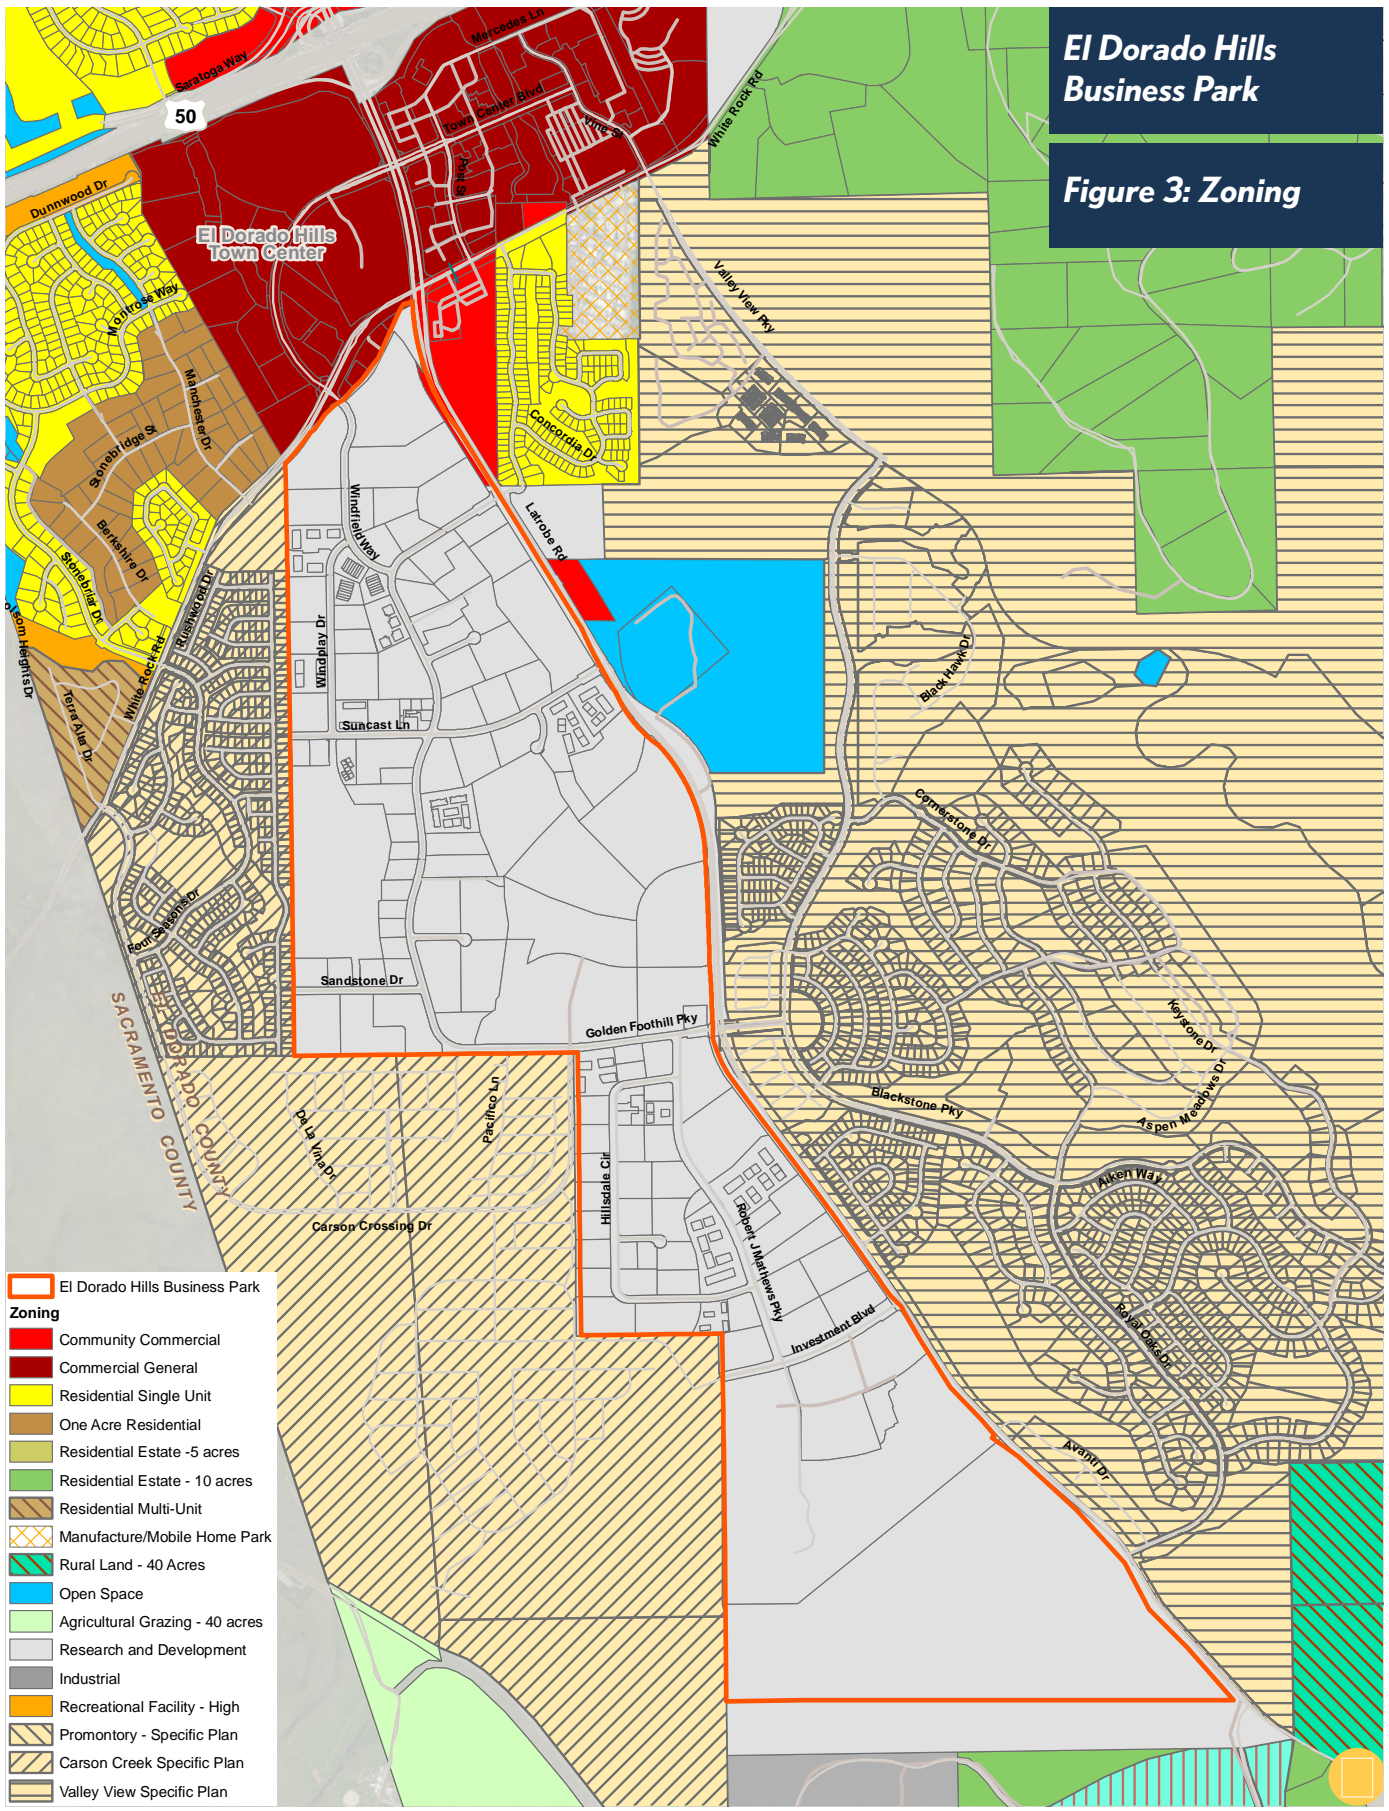 El Dorado Hills
Business Park
Figure 3: Zoning
Mercedes Ln
Saratoga Way
50
Town Center Blvd
Vine St
White Rock Rd
Post St
Dunnwood Dr
El Dorado Hills
Town Center
Montrose Way
Valley View Pky
Manchester Dr
Stonebridge St
Concordia Dr
Berkshire Dr
Windfield Way
Latrobe Rd
Stonebriar Dr
Rushwood Dr
Windplay Dr
White Rock Rd
olsom Heights Dr
Terra Alta Dr
Black Hawk Dr
Suncast Ln
Cornerstone Dr
Four Seasons Dr
Sandstone Dr
Keystone Dr
Golden Foothill Pky
EL DORADO COUNTY
SACRAMENTO COUNTY
Blackstone Pky
Aspen Meadows Dr
De La Vina Dr
Pacifico Ln
Aiken Way
Hillsdale Cir
Carson Crossing Dr
Robert J Mathews Pky
Investment Blvd
Royal Oaks Dr
Avanti Dr
El Dorado Hills Business Park
Zoning
Community Commercial
Commercial General
Residential Single Unit
One Acre Residential
Residential Estate -5 acres
Residential Estate - 10 acres
Residential Multi-Unit
Manufacture/Mobile Home Park
Rural Land - 40 Acres
Open Space
Agricultural Grazing - 40 acres
Research and Development
Industrial
Recreational Facility - High
Promontory - Specific Plan
Carson Creek Specific Plan
Valley View Specific Plan